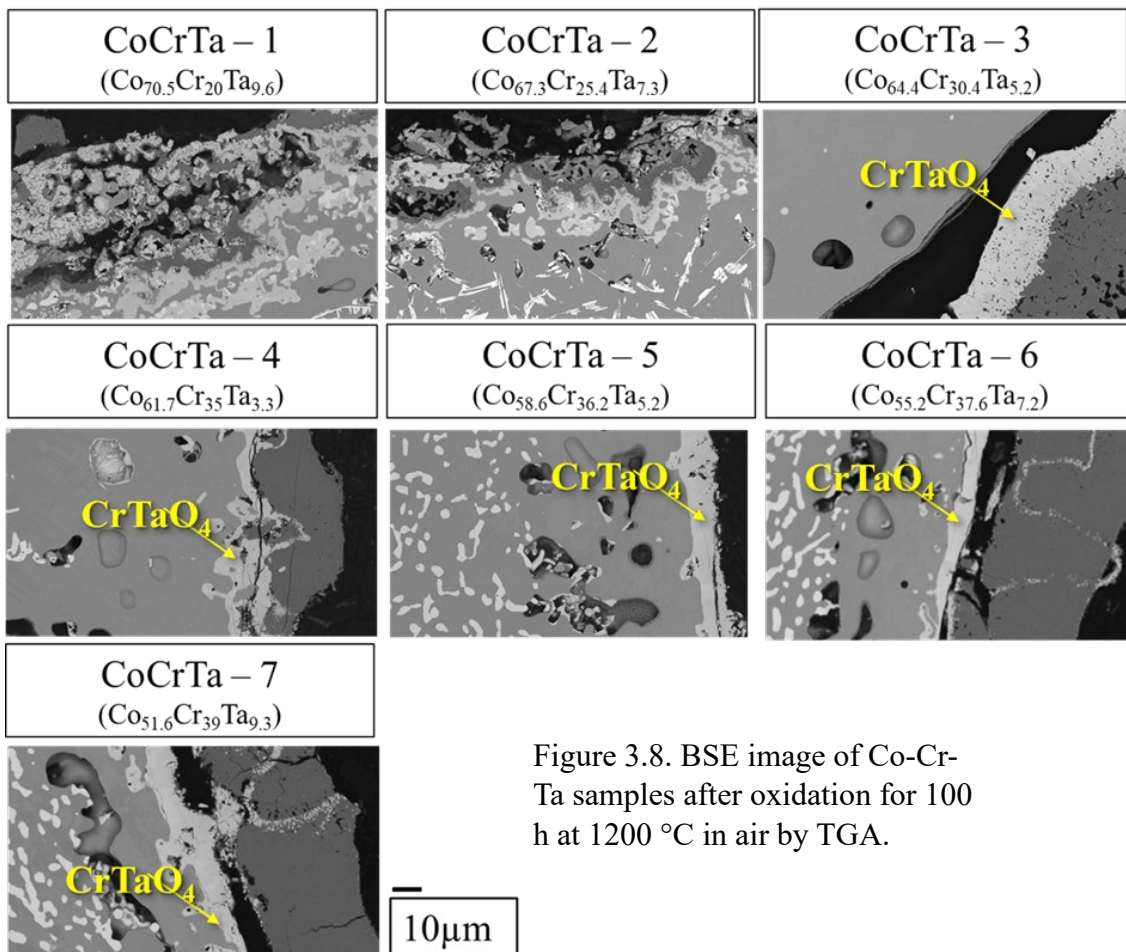 CoCrTa – 1
(Co70.5Cr20Ta9.6)
CoCrTa – 2
(Co67.3Cr25.4Ta7.3)
CoCrTa – 3
(Co64.4Cr30.4Ta5.2)
CrTaO4
CoCrTa – 4
(Co61.7Cr35Ta3.3)
CoCrTa – 5
(Co58.6Cr36.2Ta5.2)
CoCrTa – 6
(Co55.2Cr37.6Ta7.2)
CrTaO4
CrTaO4
CrTaO4
CoCrTa – 7
(Co51.6Cr39Ta9.3)
CrTaO4
10μm
Figure 3.8. BSE image of Co-Cr-
Ta samples after oxidation for 100
h at 1200 °C in air by TGA.